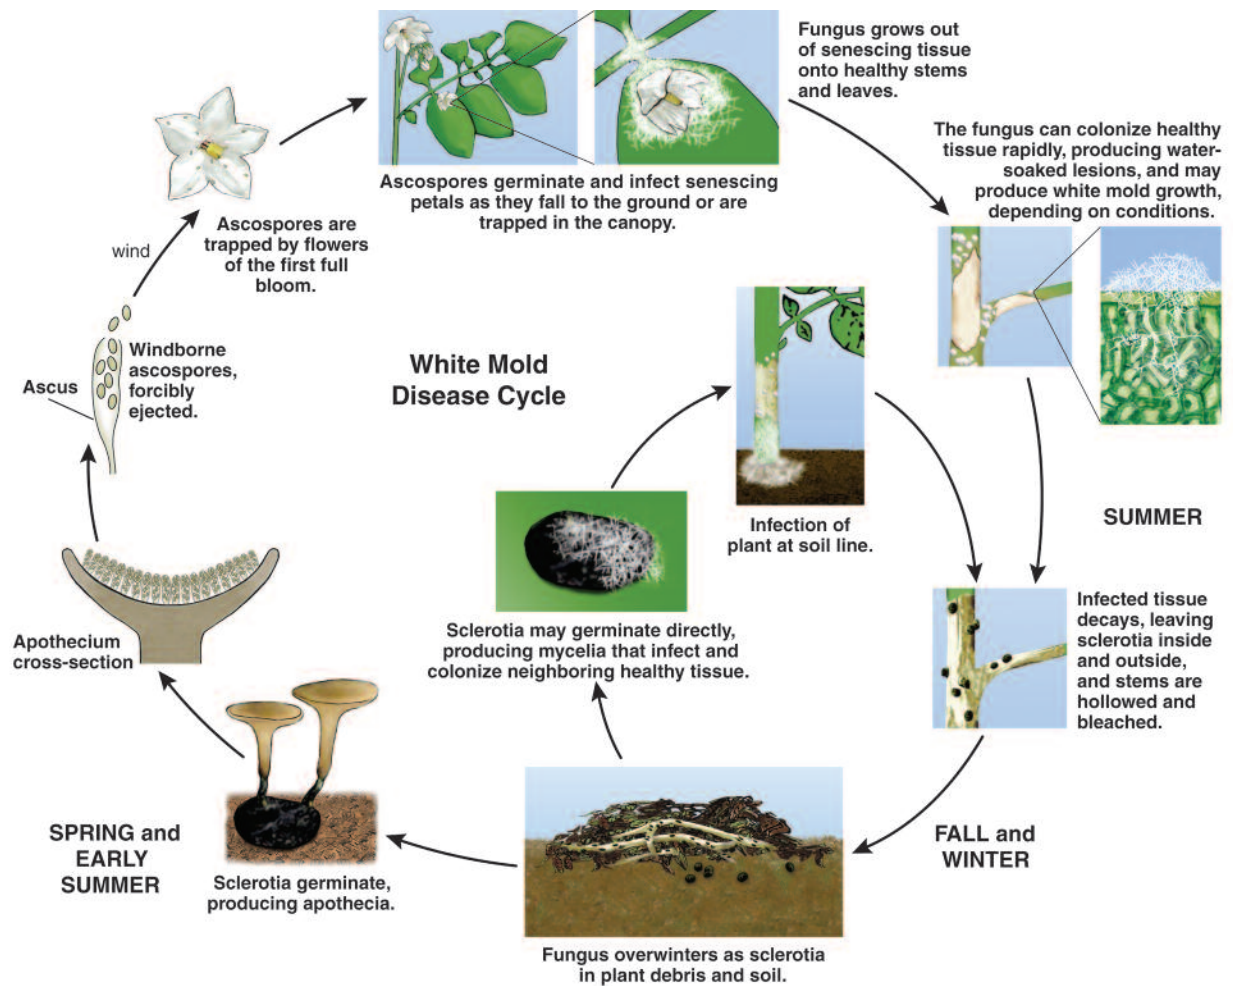 Fungus grows out
of senescing tissue
onto healthy stems
and leaves.
The fungus can colonize healthy
tissue rapidly, producing water-
soaked lesions, and may
produce white mold growth,
depending on conditions.
Ascospores germinate and infect senescing
petals as they fall to the ground or are
trapped in the canopy.
Ascospores are
trapped by flowers
of the first full
bloom.
wind
Windborne
ascospores,
forcibly
ejected.
Ascus
White Mold
Disease Cycle
Infection of
plant at soil line.
SUMMER
Sclerotia may germinate directly,
producing mycelia that infect and
colonize neighboring healthy tissue.
Infected tissue
decays, leaving
sclerotia inside
and outside,
and stems are
hollowed and
bleached.
Apothecium
cross-section
SPRING and
EARLY
SUMMER
Sclerotia germinate,
producing apothecia.
FALL and
WINTER
Fungus overwinters as sclerotia
in plant debris and soil.